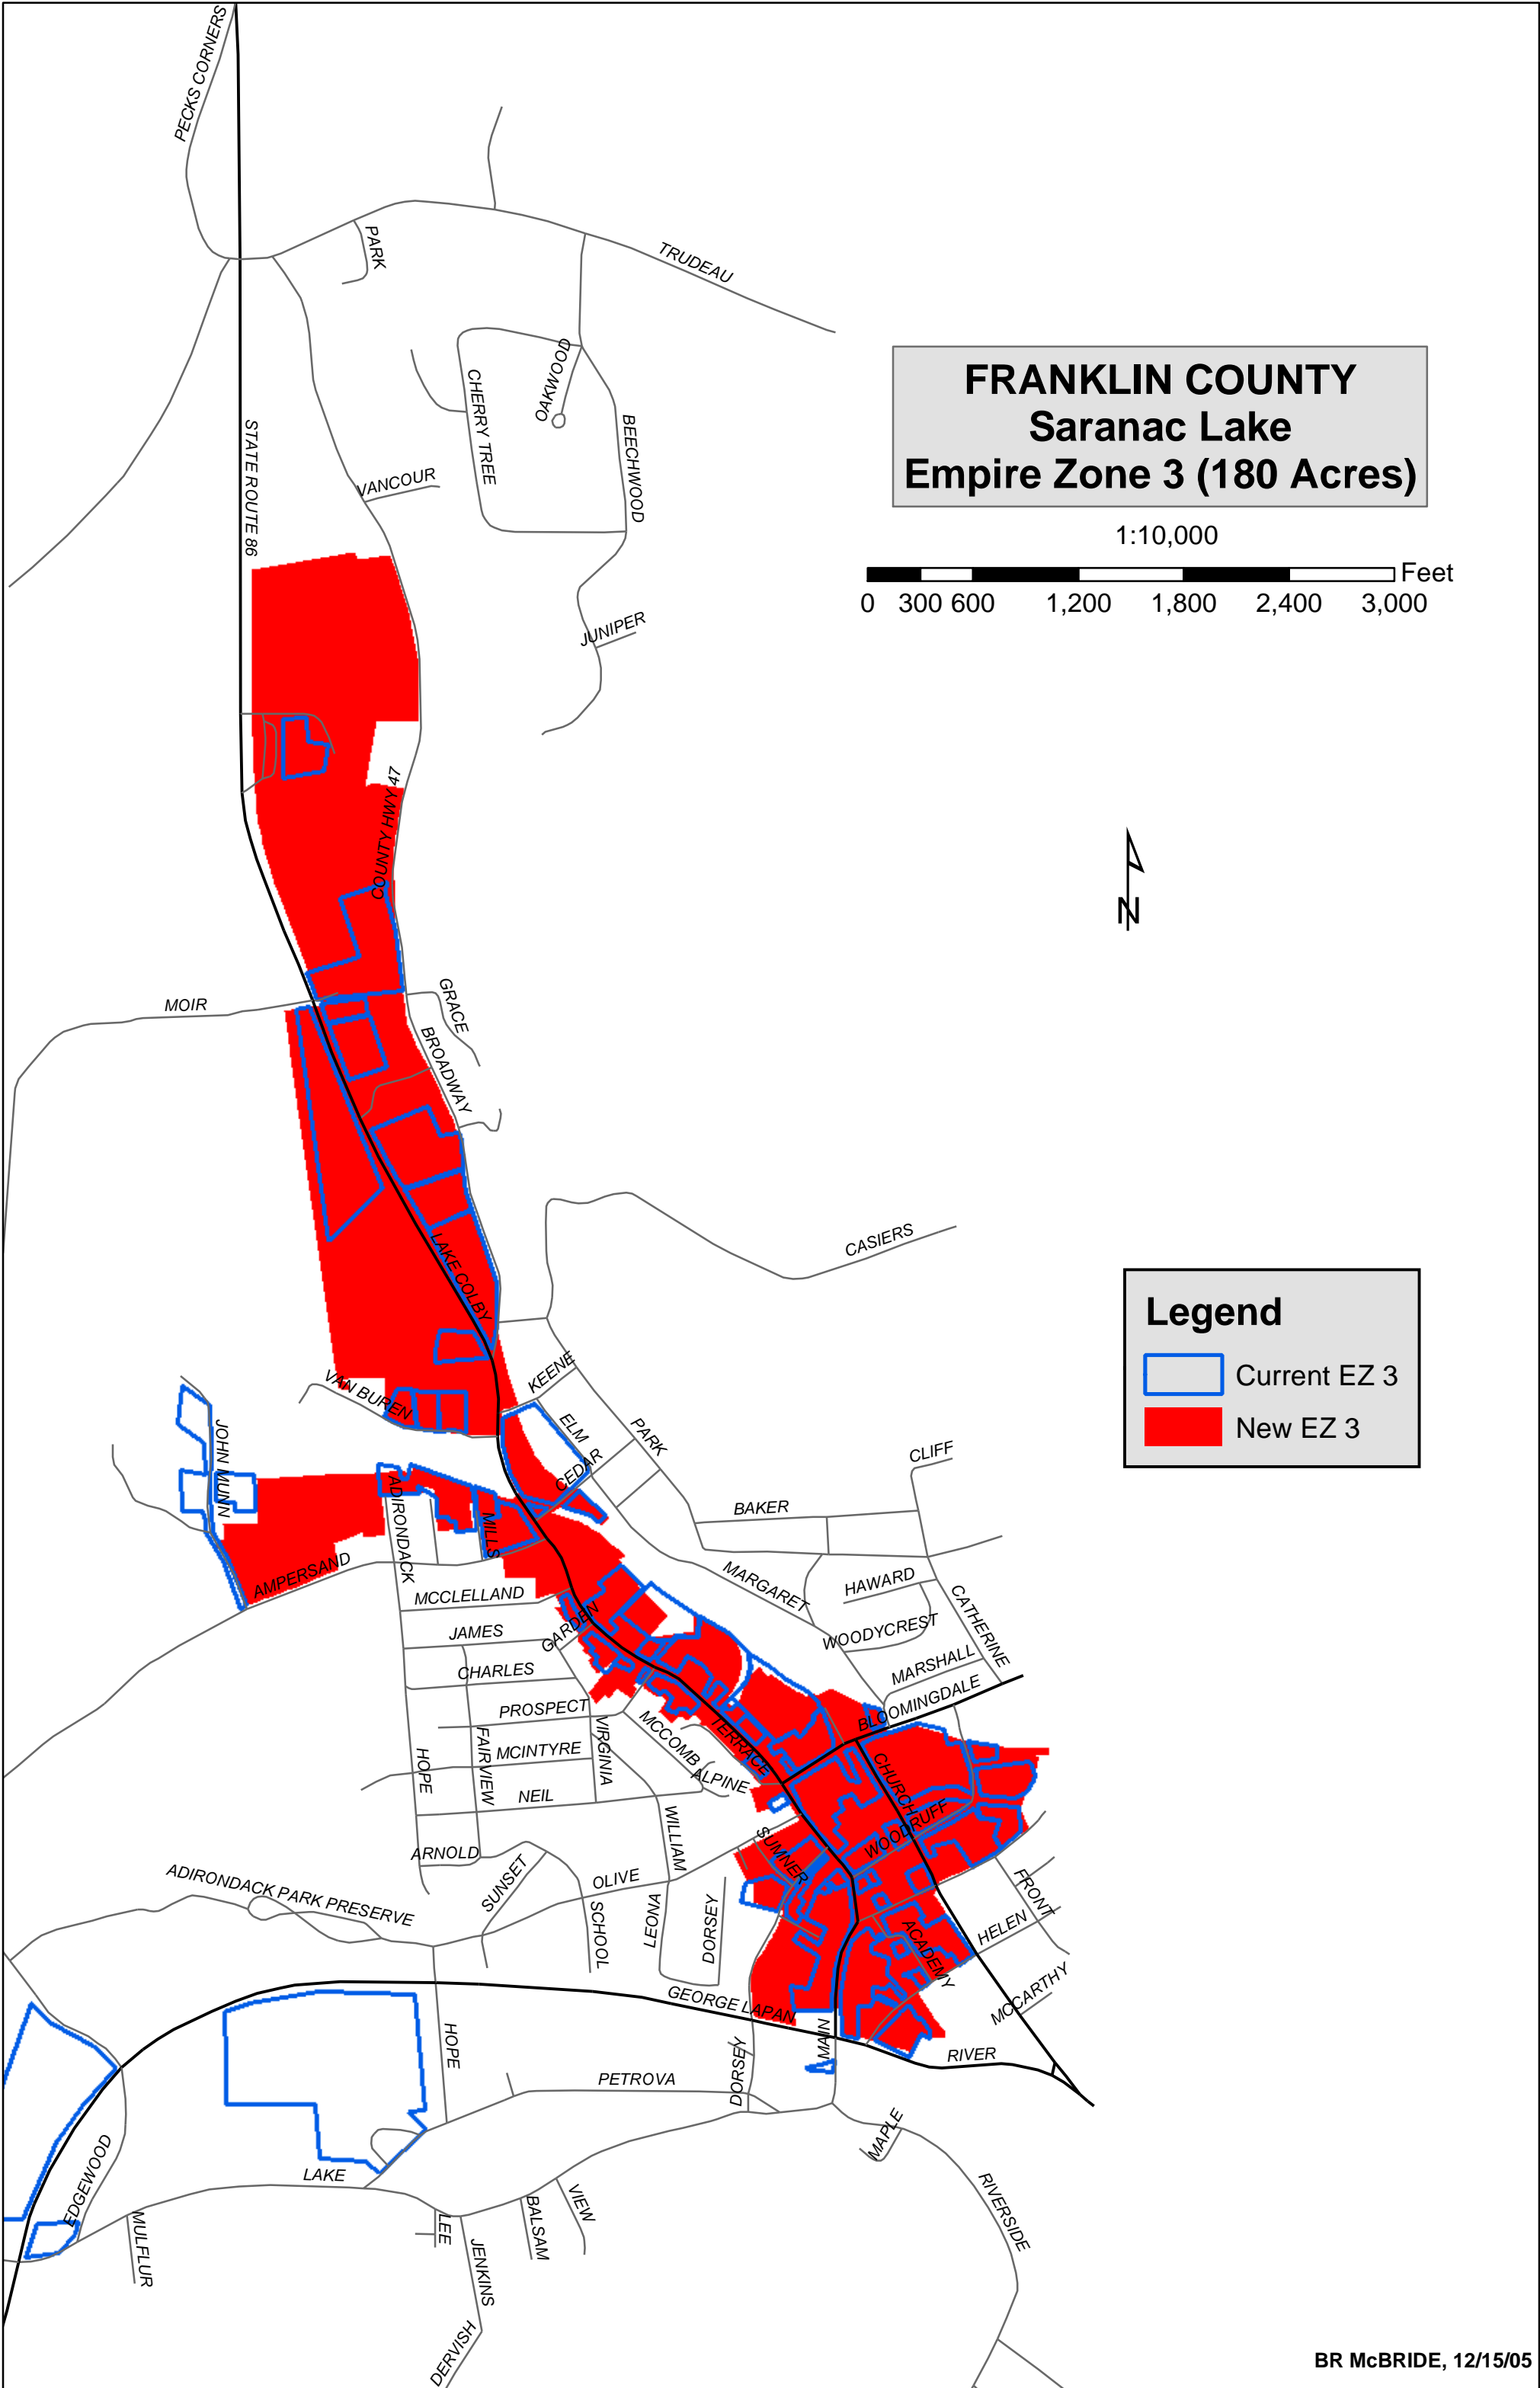 PECKS CORNERS
PARK
TRUDEAU
OAKWOOD
CHERRY TREE
BEECHWOOD
STATE ROUTE 86
VANCOUR
FRANKLIN COUNTY
Saranac Lake
Empire Zone 3 (180 Acres)
1:10,000
Feet
0 300 600 1,200 1,800 2,400 3,000
JUNIPER
COUNTY HWY 47
N
MOIR
GRACE
BROADWAY
CASIERS
LAKE COLBY
Legend
Current EZ 3
New EZ 3
KEENE
VAN BUREN
ELM
PARK
CEDAR
JOHN MUNN
CLIFF
ADIRONDACK
MILLS
BAKER
AMPERSAND
MCCLELLAND
MARGARET
HAWARD
CATHERINE
GARDEN
JAMES
WOODYCREST
CHARLES
MARSHALL
BLOOMINGDALE
PROSPECT
MCCOMB
TERRACE
VIRGINIA
FAIRVIEW
HOPE
MCINTYRE
ALPINE
CHURCH
NEIL
WILLIAM
WOODRUFF
SUMNER
ARNOLD
SUNSET
OLIVE
ADIRONDACK PARK PRESERVE
SCHOOL
LEONA
DORSEY
FRONT
HELEN
ACADEMY
MCCARTHY
GEORGE LAPAN
MAIN
HOPE
DORSEY
RIVER
PETROVA
MAPLE
EDGEWOOD
LAKE
RIVERSIDE
MULFLUR
LEE
JENKINS
BALSAM
VIEW
DERVISH
BR McBRIDE, 12/15/05